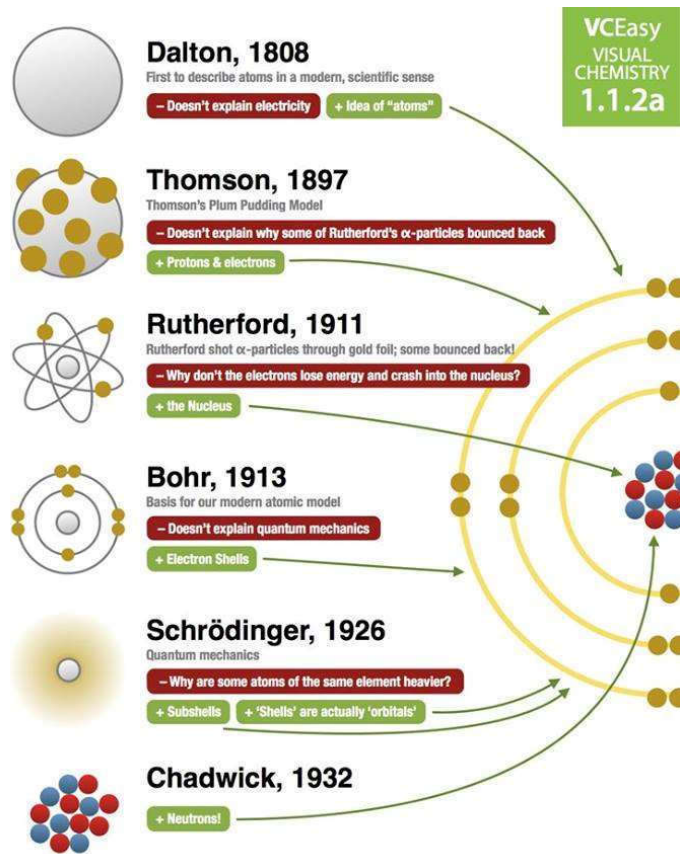 VCEasy
VISUAL
CHEMISTRY
1.1.2a
Dalton, 1808
First to describe atoms in a modern, scientific sense
– Doesn't explain electricity + Idea of "atoms"
Thomson, 1897
Thomson's Plum Pudding Model
– Doesn't explain why some of Rutherford's α-particles bounced back
+ Protons & electrons
Rutherford, 1911
Rutherford shot α-particles through gold foil; some bounced back!
– Why don't the electrons lose energy and crash into the nucleus?
+ the Nucleus
Bohr, 1913
Basis for our modern atomic model
– Doesn't explain quantum mechanics
+ Electron Shells
Schrödinger, 1926
Quantum mechanics
– Why are some atoms of the same element heavier?
+ Subshells + 'Shells' are actually 'orbitals'
Chadwick, 1932
+ Neutrons!